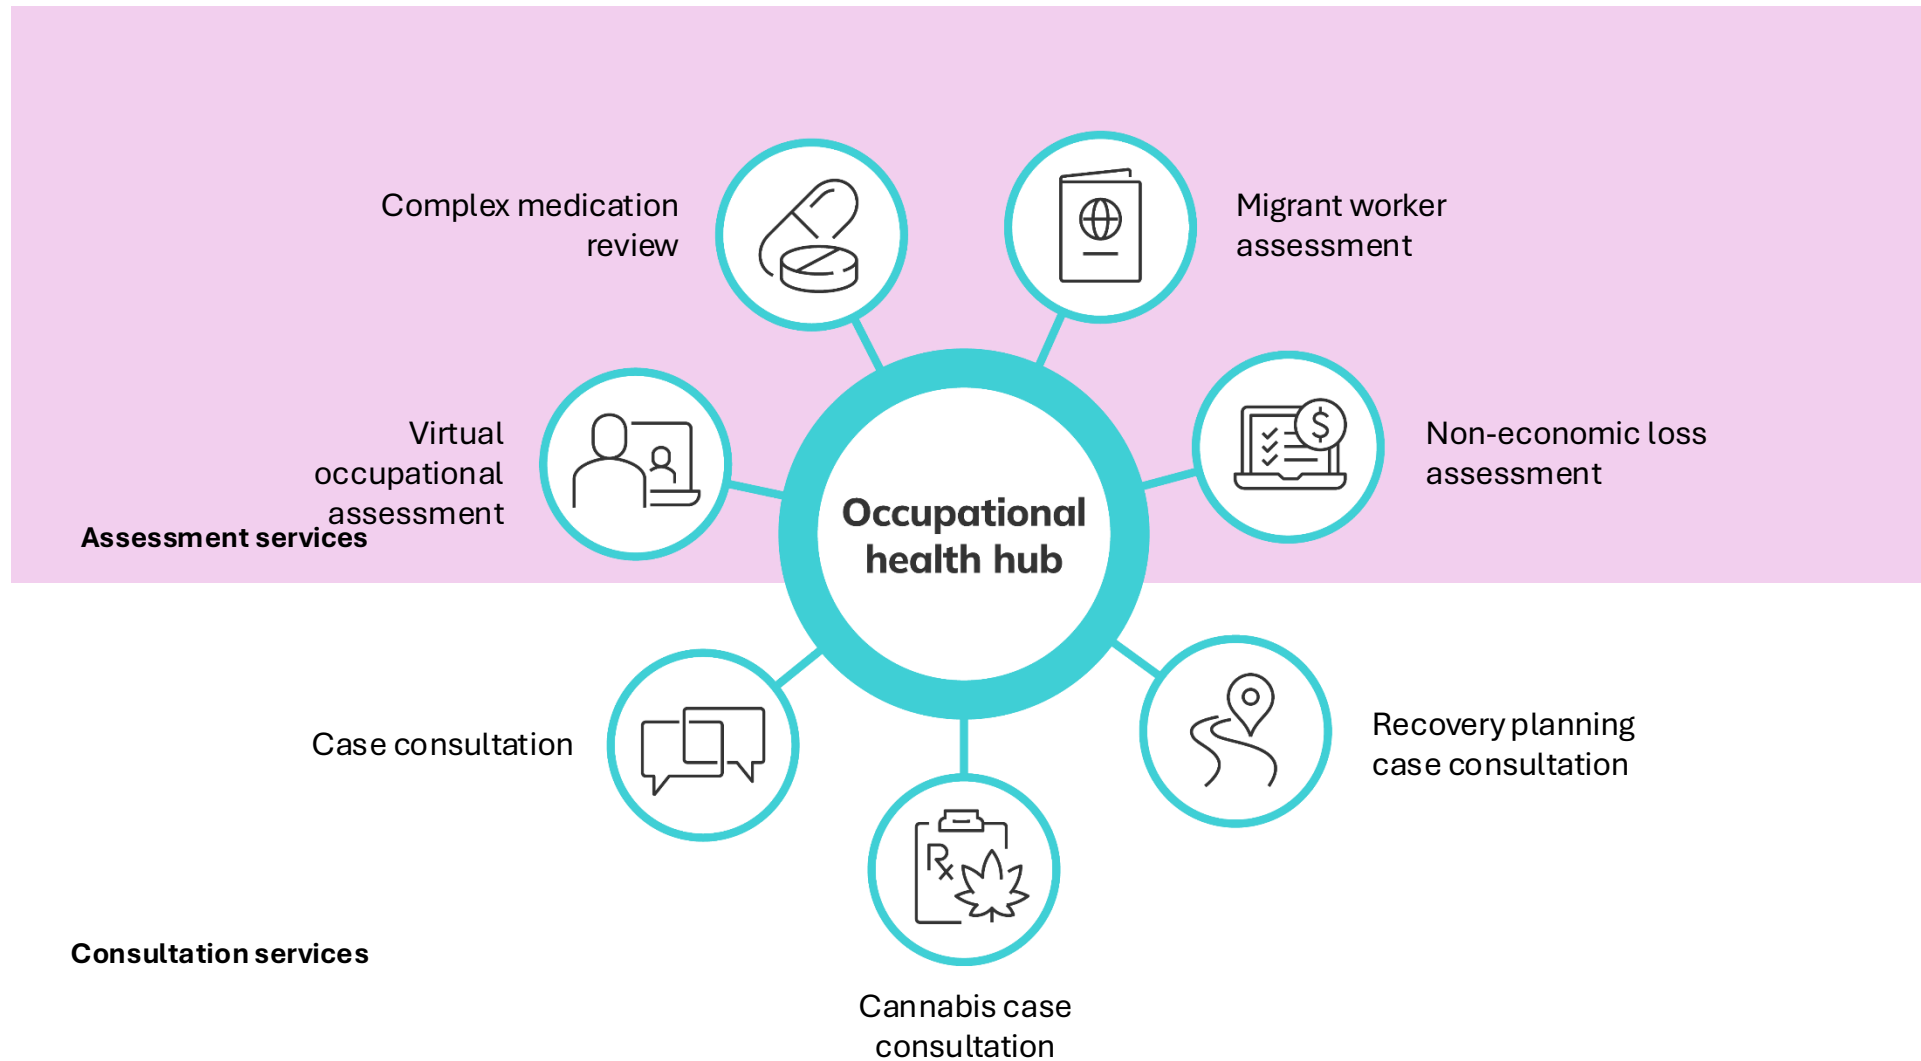 Complex medication
review
Migrant worker
assessment
Virtual
occupational
assessment
Non-economic loss
assessment
$
Assessment services
Occupational
health hub
Case consultation
Recovery planning
case consultation
Rx
Consultation services
Cannabis case
consultation